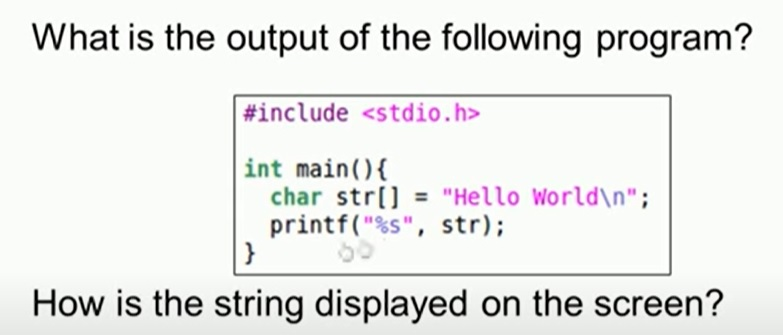 What is the output of the following program?
#include <stdio.h>
int main(){
char str[] = "Hello World\n";
printf("%s", str);
}
How is the string displayed on the screen?